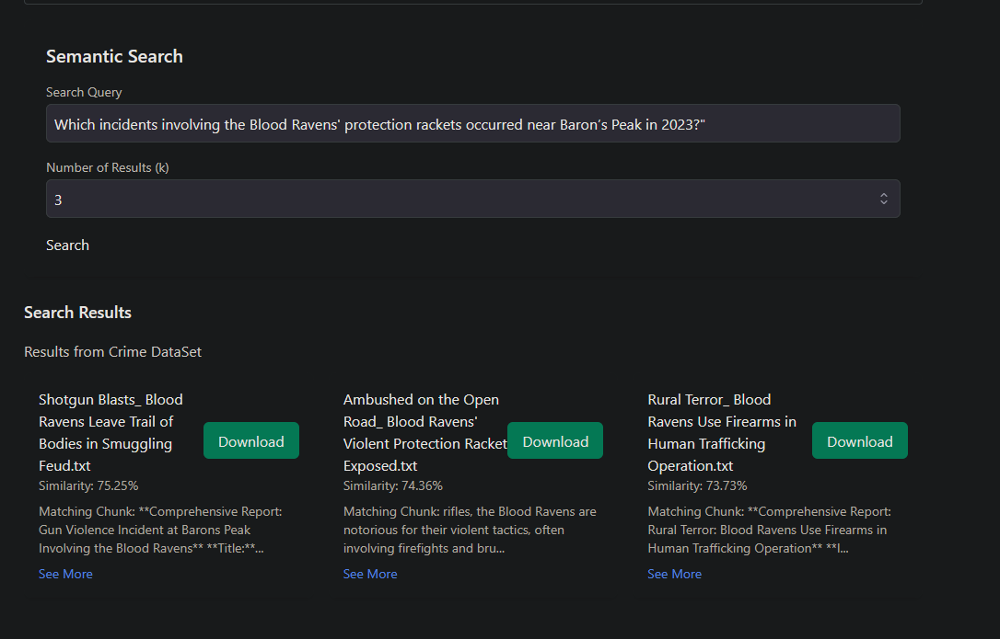 Semantic Search
Search Query
Which incidents involving the Blood Ravens' protection rackets occurred near Baron’s Peak in 2023?"
Number of Results (k)
3
Search
Search Results
Results from Crime DataSet
Shotgun Blasts_ Blood
Ravens Leave Trail of
Bodies in Smuggling
Feud.txt
Download
Similarity: 75.25%
Matching Chunk: **Comprehensive Report:
Gun Violence Incident at Barons Peak
Involving the Blood Ravens** **Title:**...
See More
Ambushed on the Open
Road_ Blood Ravens'
Violent Protection Racket
Exposed.txt
Download
Similarity: 74.36%
Matching Chunk: rifles, the Blood Ravens are
notorious for their violent tactics, often
involving firefights and bru...
See More
Rural Terror_ Blood
Ravens Use Firearms in
Human Trafficking
Operation.txt
Download
Similarity: 73.73%
Matching Chunk: **Comprehensive Report:
Rural Terror: Blood Ravens Use Firearms in
Human Trafficking Operation** **I...
See More